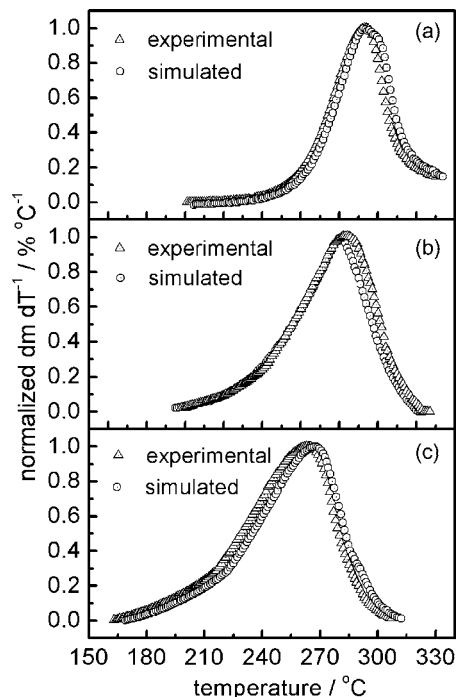 (a)
△ experimental
○ simulated
1.0
0.8
0.6
0.4
0.2
0.0
(b)
△ experimental
○ simulated
1.0
0.8
0.6
0.4
0.2
0.0
(c)
△ experimental
○ simulated
1.0
0.8
0.6
0.4
0.2
0.0
normalized dm dT⁻¹ / % °C⁻¹
150 180 210 240 270 300 330
temperature / °C